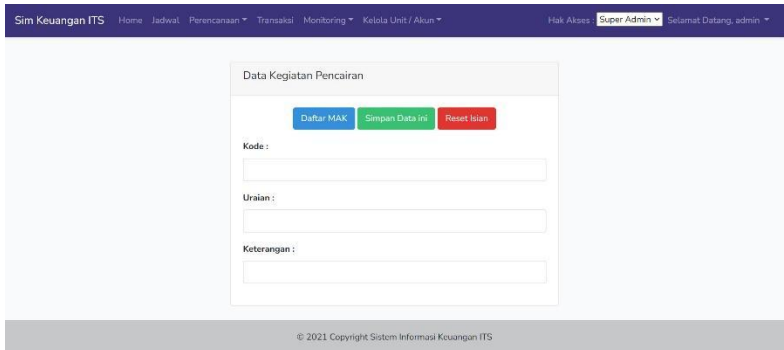 Sim Keuangan ITS Home Jadwal Perencanaan Transaksi Monitoring Kelola Unit / Akun Hak Akses : Super Admin Selamat Datang, admin
Data Kegiatan Pencairan
Daftar MAK Simpan Data ini Reset Isian
Kode :
Uraian :
Keterangan :
© 2021 Copyright Sistem Informasi Keuangan ITS